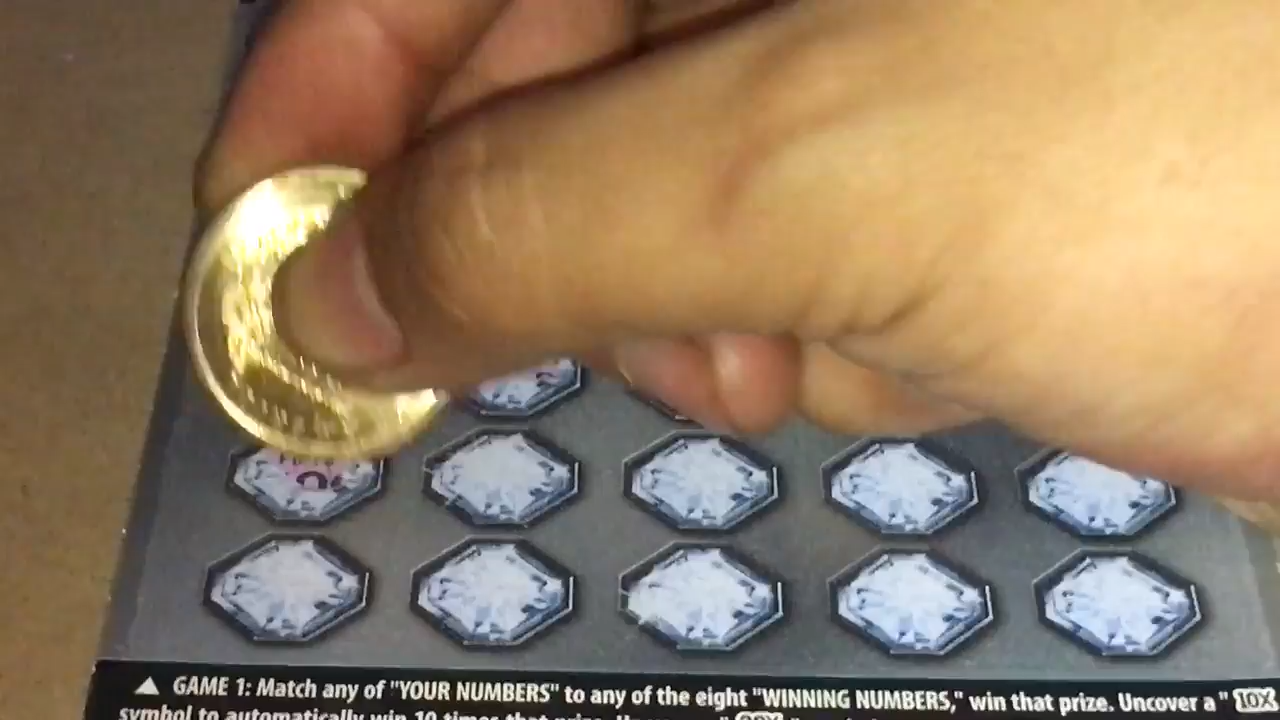 ▲ GAME 1: Match any of "YOUR NUMBERS" to any of the eight "WINNING NUMBERS," win that prize. Uncover a " 10X
symbol to automatically win 10 times that prize.